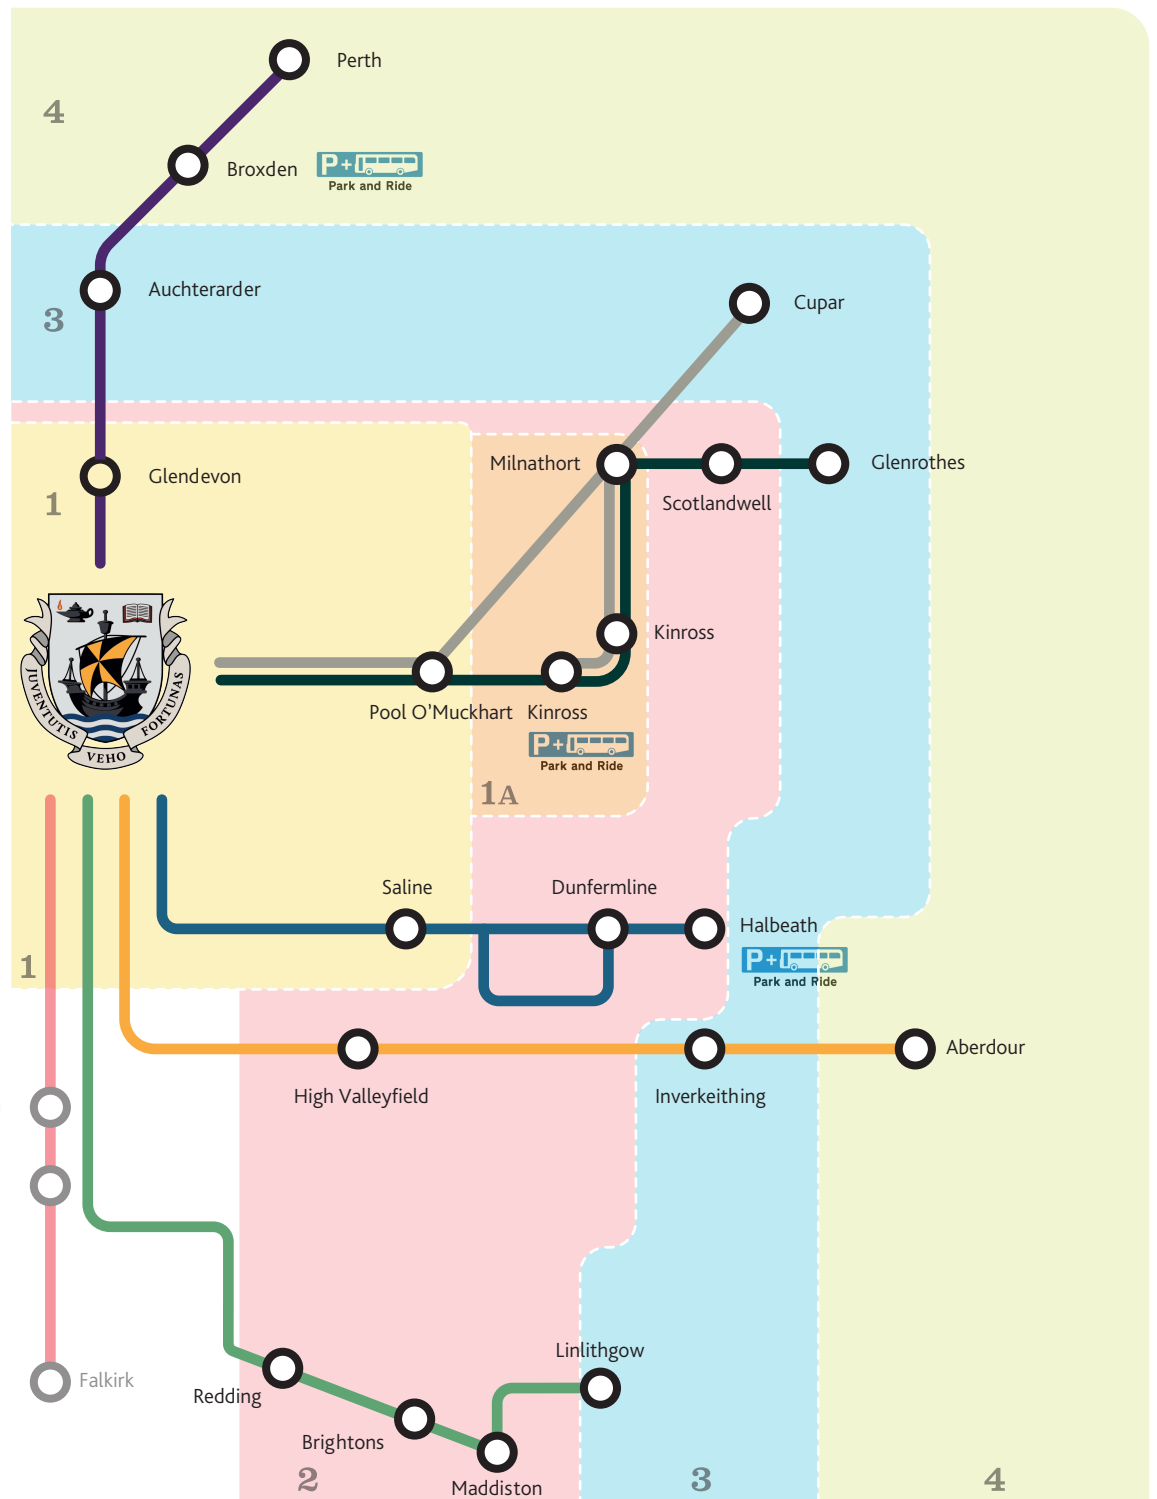 Perth
4
Broxden
P+
Park and Ride
Auchterarder
3
Cupar
Milnathort
Glenrothes
Glendevon
1
Scotlandwell
Kinross
JUVENTUTIS
VEHO
FORTUNAS
Pool O'Muckhart
Kinross
P+
Park and Ride
1A
Saline
Dunfermline
Halbeath
P+
Park and Ride
1
High Valleyfield
Inverkeithing
Aberdour
Linlithgow
Falkirk
Redding
Brightons
Maddiston
2
3
4